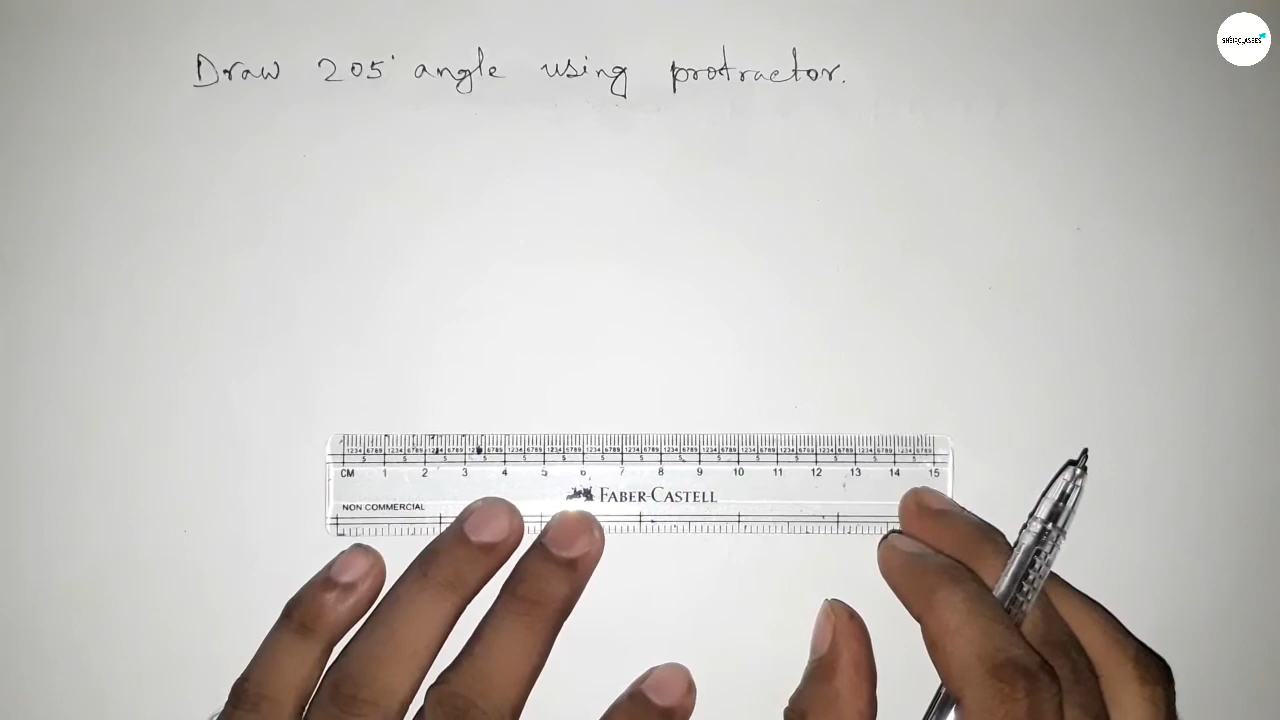 Draw 205° angle using protractor.
SHSIRCLASSES
CM 1 2 3 4 5 6 7 8 9 10 11 12 13 14 15
FABER-CASTELL
NON COMMERCIAL